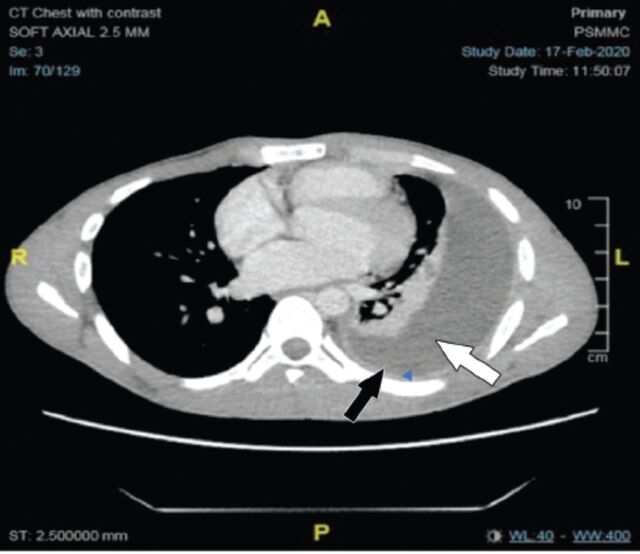 CT Chest with contrast
SOFT AXIAL 2.5 MM
Se: 3
Im: 70/129
A
Primary
PSMMC
Study Date: 17-Feb-2020
Study Time: 11:50:07
10
R
L
cm
ST: 2.500000 mm
P
WL: 40 - WW:400